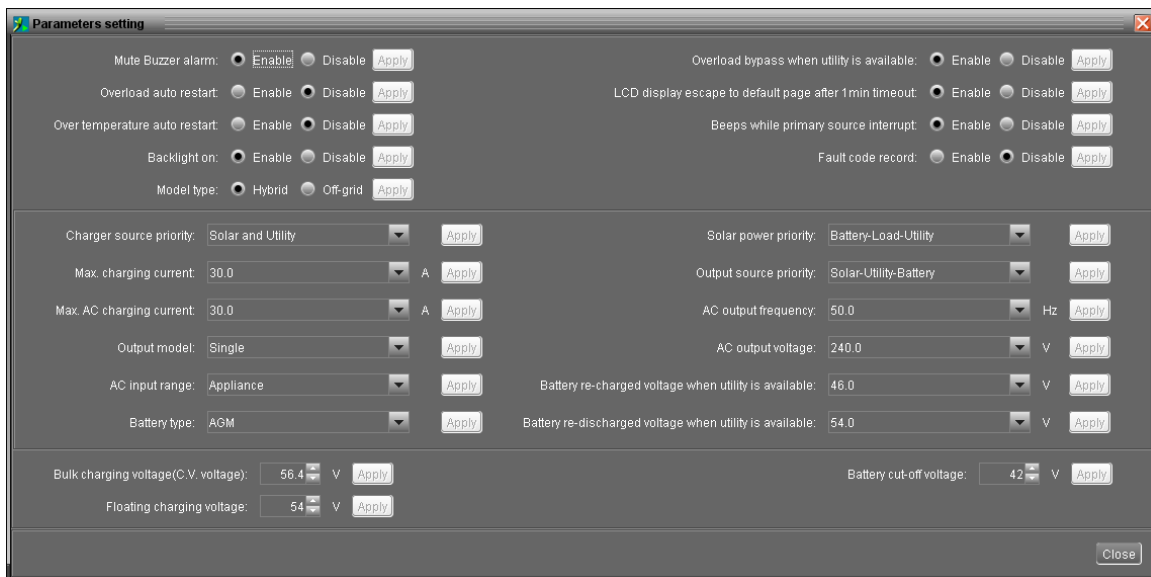 Parameters setting
Mute Buzzer alarm: Enable Disable Apply Overload bypass when utility is available: Enable Disable Apply
Overload auto restart: Enable Disable Apply LCD display escape to default page after 1min timeout: Enable Disable Apply
Over temperature auto restart: Enable Disable Apply Beeps while primary source interrupt: Enable Disable Apply
Backlight on: Enable Disable Apply Fault code record: Enable Disable Apply
Model type: Hybrid Off-grid Apply
Charger source priority: Solar and Utility Apply Solar power priority: Battery-Load-Utility Apply
Max. charging current: 30.0 A Apply Output source priority: Solar-Utility-Battery Apply
Max. AC charging current: 30.0 A Apply AC output frequency: 50.0 Hz Apply
Output model: Single Apply AC output voltage: 240.0 V Apply
AC input range: Appliance Apply Battery re-charged voltage when utility is available: 46.0 V Apply
Battery type: AGM Apply Battery re-discharged voltage when utility is available: 54.0 V Apply
Bulk charging voltage(C.V. voltage): 56.4 V Apply Battery cut-off voltage: 42 V Apply
Floating charging voltage: 54 V Apply
Close